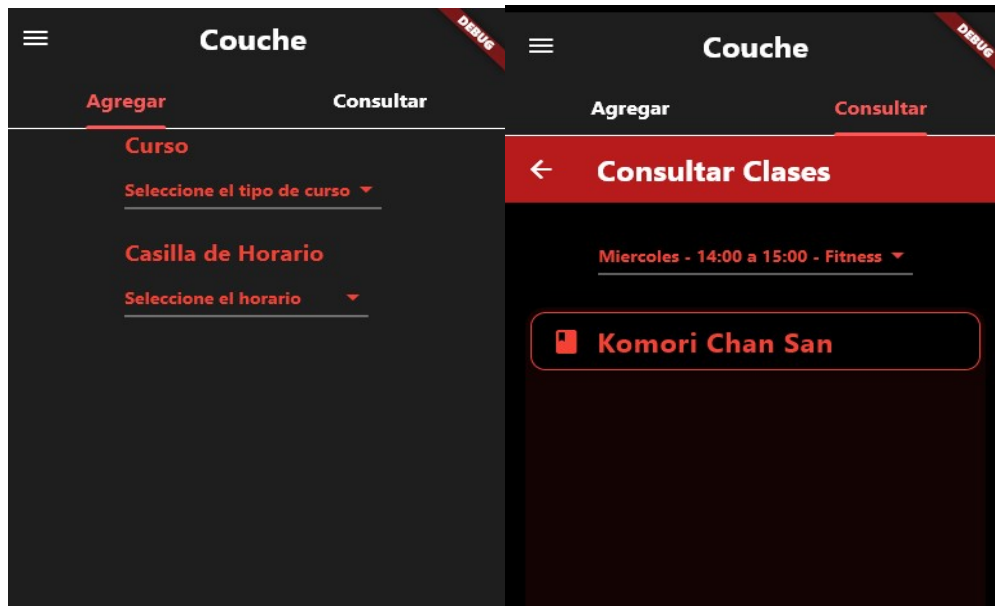 Couche
DEBUG
Agregar
Consultar
Curso
Seleccione el tipo de curso
Casilla de Horario
Seleccione el horario
Couche
DEBUG
Agregar
Consultar
Consultar Clases
Miercoles - 14:00 a 15:00 - Fitness
Komori Chan San